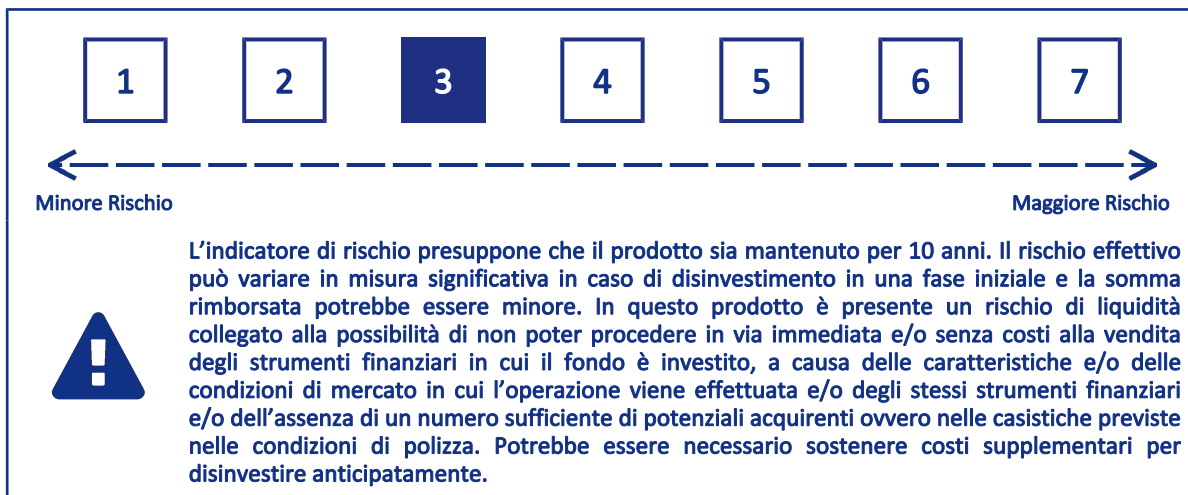 1 2 3 4 5 6 7
Minore Rischio Maggiore Rischio
L’indicatore di rischio presuppone che il prodotto sia mantenuto per 10 anni. Il rischio effettivo
può variare in misura significativa in caso di disinvestimento in una fase iniziale e la somma
rimborsata potrebbe essere minore. In questo prodotto è presente un rischio di liquidità
collegato alla possibilità di non poter procedere in via immediata e/o senza costi alla vendita
degli strumenti finanziari in cui il fondo è investito, a causa delle caratteristiche e/o delle
condizioni di mercato in cui l’operazione viene effettuata e/o degli stessi strumenti finanziari
e/o dell’assenza di un numero sufficiente di potenziali acquirenti ovvero nelle casistiche previste
nelle condizioni di polizza. Potrebbe essere necessario sostenere costi supplementari per
disinvestire anticipatamente.